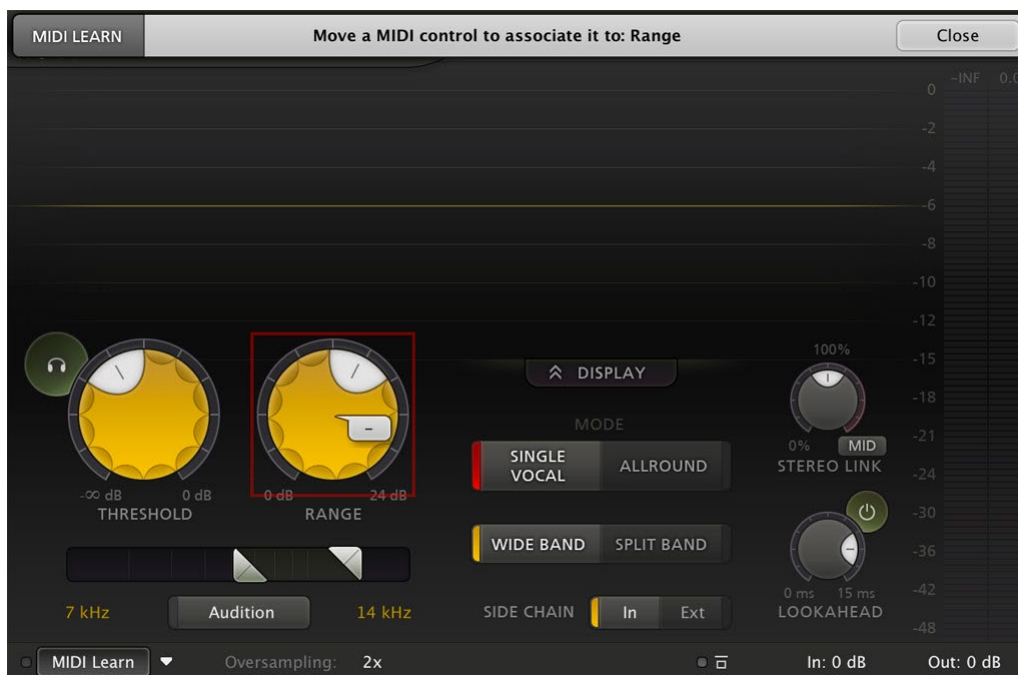 MIDI LEARN Move a MIDI control to associate it to: Range Close
-INF 0.0
0
-2
-4
-6
-8
-10
-12
-15
-18
-21
-24
-30
-36
-42
-48
-∞ dB 0 dB
THRESHOLD
0 dB 24 dB
RANGE
-
7 kHz Audition 14 kHz
DISPLAY
MODE
SINGLE VOCAL ALLROUND
WIDE BAND SPLIT BAND
SIDE CHAIN In Ext
100%
0% MID
STEREO LINK
0 ms 15 ms
LOOKAHEAD
MIDI Learn Oversampling: 2x In: 0 dB Out: 0 dB